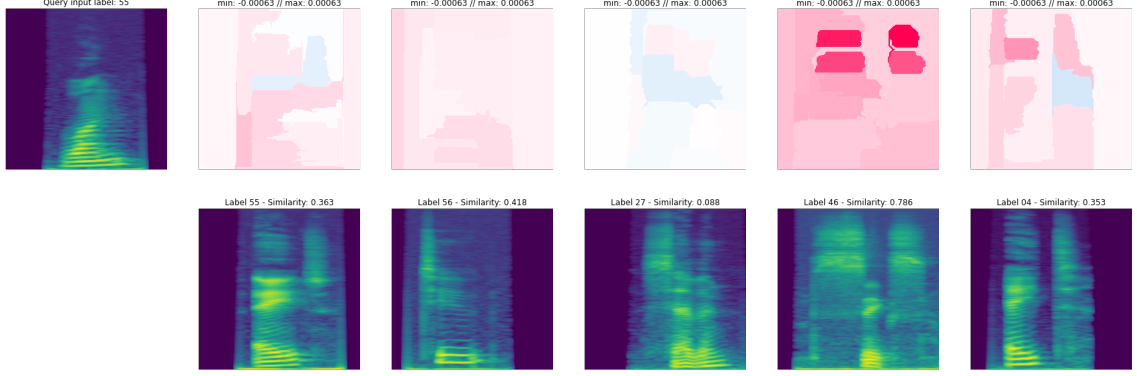 Query input label: 55
min: -0.00063 // max: 0.00063
min: -0.00063 // max: 0.00063
min: -0.00063 // max: 0.00063
min: -0.00063 // max: 0.00063
min: -0.00063 // max: 0.00063
Label 55 - Similarity: 0.363
Label 56 - Similarity: 0.418
Label 27 - Similarity: 0.088
Label 46 - Similarity: 0.786
Label 04 - Similarity: 0.353